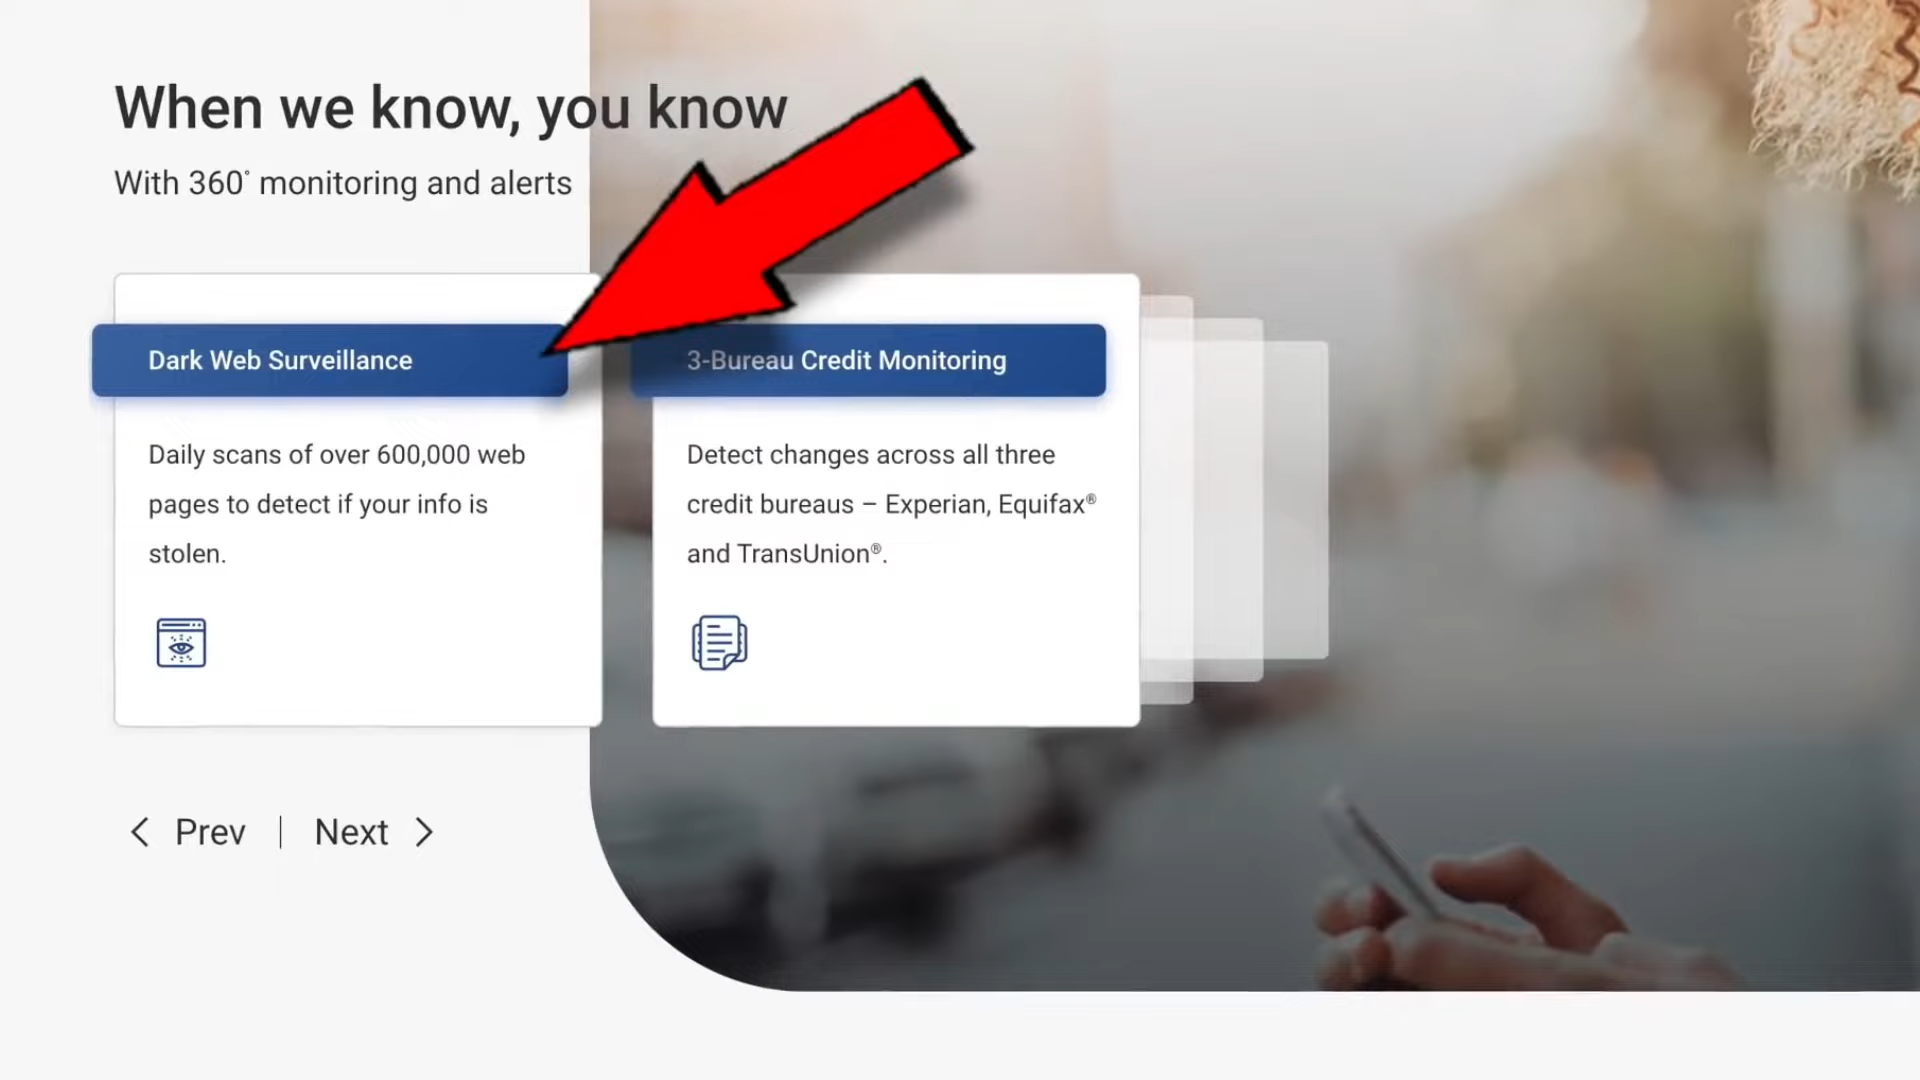 When we know, you know
With 360° monitoring and alerts
Dark Web Surveillance
Daily scans of over 600,000 web
pages to detect if your info is
stolen.
3-Bureau Credit Monitoring
Detect changes across all three
credit bureaus – Experian, Equifax®
and TransUnion®.
Prev | Next